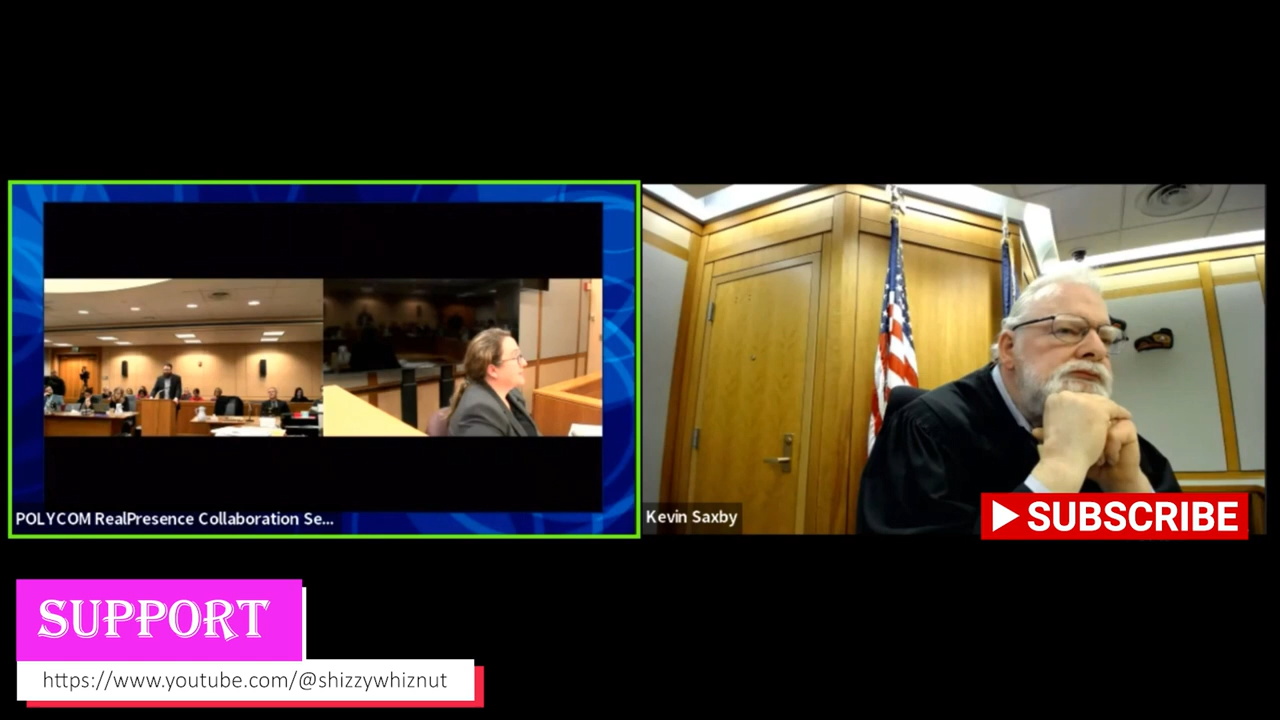 POLYCOM RealPresence Collaboration Se...
Kevin Saxby
SUBSCRIBE
SUPPORT
https://www.youtube.com/@shizzywhiznut